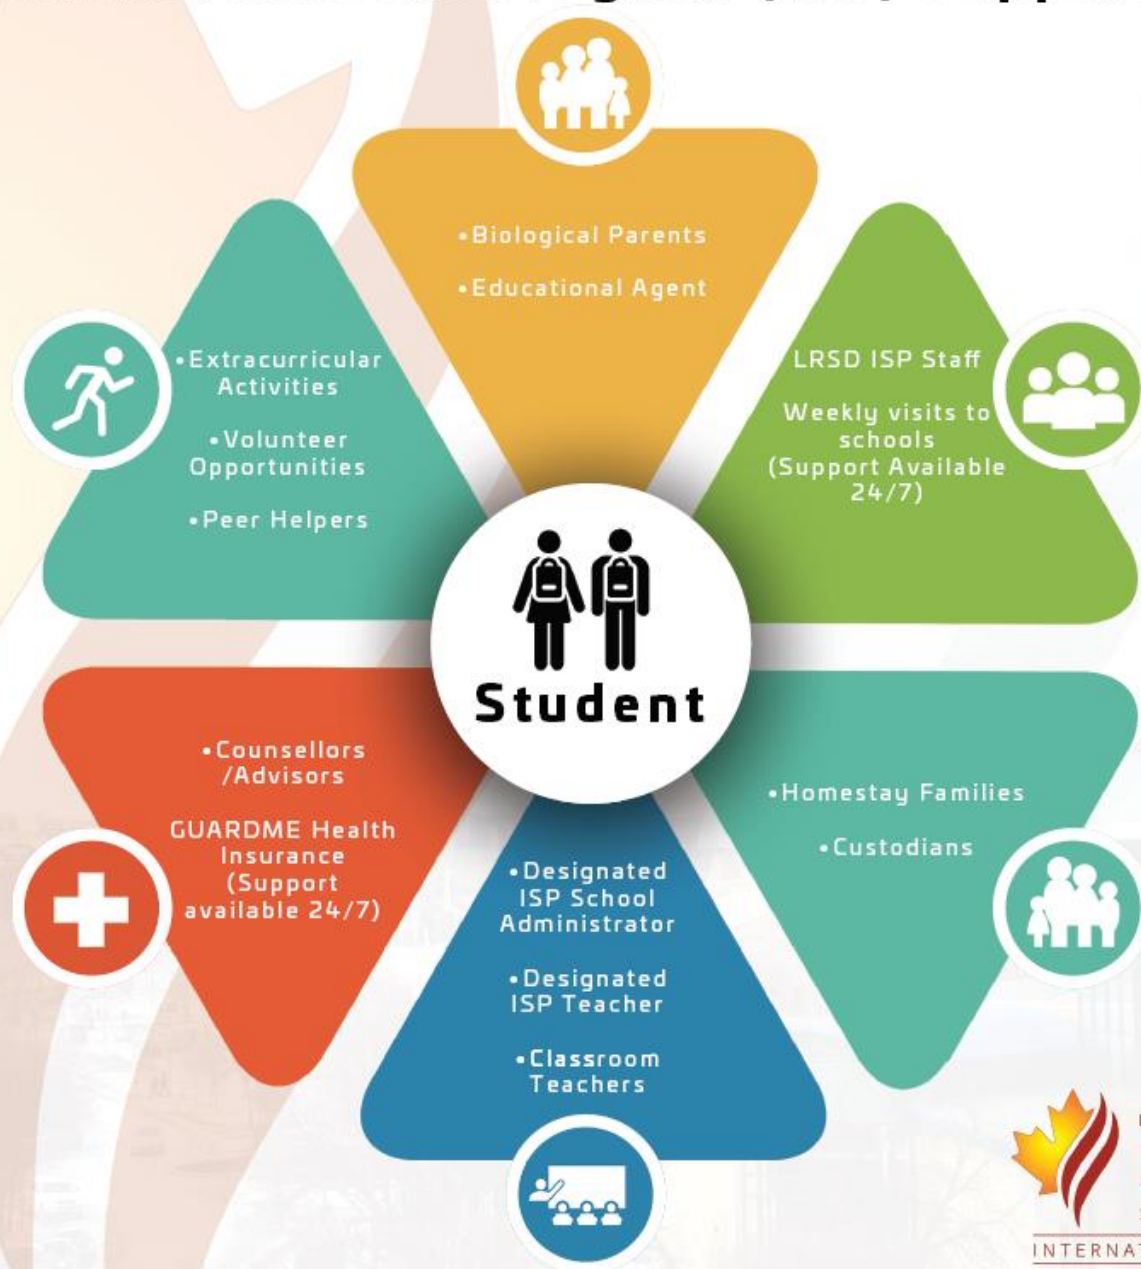 •Biological Parents
•Educational Agent
LRSD ISP Staff
Weekly visits to
schools
(Support Available
24/7)
•Extracurricular
Activities
•Volunteer
Opportunities
•Peer Helpers
Student
•Counsellors
/Advisors
GUARDME Health
Insurance
(Support
available 24/7)
•Homestay Families
•Custodians
•Designated
ISP School
Administrator
•Designated
ISP Teacher
•Classroom
Teachers